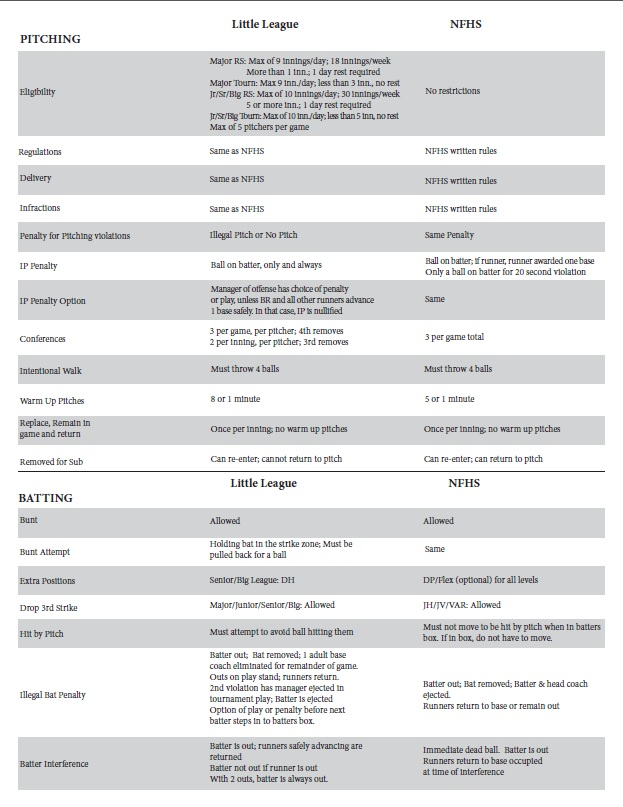 Little League NFHS
PITCHING
Eligibility
Major RS: Max of 9 innings/day; 18 innings/week
More than 1 inn.; 1 day rest required
Major Tourn: Max 9 inn./day; less than 3 inn., no rest
Jr/Sr/Big RS: Max of 10 innings/day; 30 innings/week
5 or more inn.; 1 day rest required
Jr/Sr/Big Tourn: Max of 10 inn./day; less than 5 inn, no rest
Max of 5 pitchers per game
No restrictions
Regulations Same as NFHS NFHS written rules
Delivery Same as NFHS NFHS written rules
Infractions Same as NFHS NFHS written rules
Penalty for Pitching violations Illegal Pitch or No Pitch Same Penalty
IP Penalty Ball on batter, only and always
Ball on batter; if runner, runner awarded one base
Only a ball on batter for 20 second violation
IP Penalty Option
Manager of offense has choice of penalty
or play, unless BR and all other runners advance
1 base safely. In that case, IP is nullified
Same
Conferences
3 per game, per pitcher; 4th removes
2 per inning, per pitcher; 3rd removes
3 per game total
Intentional Walk Must throw 4 balls Must throw 4 balls
Warm Up Pitches 8 or 1 minute 5 or 1 minute
Replace, Remain in
game and return
Once per inning; no warm up pitches Once per inning; no warm up pitches
Removed for Sub Can re-enter; cannot return to pitch Can re-enter; can return to pitch
Little League NFHS
BATTING
Bunt Allowed Allowed
Bunt Attempt
Holding bat in the strike zone; Must be
pulled back for a ball
Same
Extra Positions Senior/Big League: DH DP/Flex (optional) for all levels
Drop 3rd Strike Major/Junior/Senior/Big: Allowed JH/JV/VAR: Allowed
Hit by Pitch Must attempt to avoid ball hitting them
Must not move to be hit by pitch when in batters
box. If in box, do not have to move.
Illegal Bat Penalty
Batter out; Bat removed; 1 adult base
coach eliminated for remainder of game.
Outs on play stand; runners return.
2nd violation has manager ejected in
tournament play; Batter is ejected
Option of play or penalty before next
batter steps in to batters box.
Batter out; Bat removed; Batter & head coach
ejected.
Runners return to base or remain out
Batter Interference
Batter is out; runners safely advancing are
returned
Batter not out if runner is out
With 2 outs, batter is always out.
Immediate dead ball. Batter is out
Runners return to base occupied
at time of interference